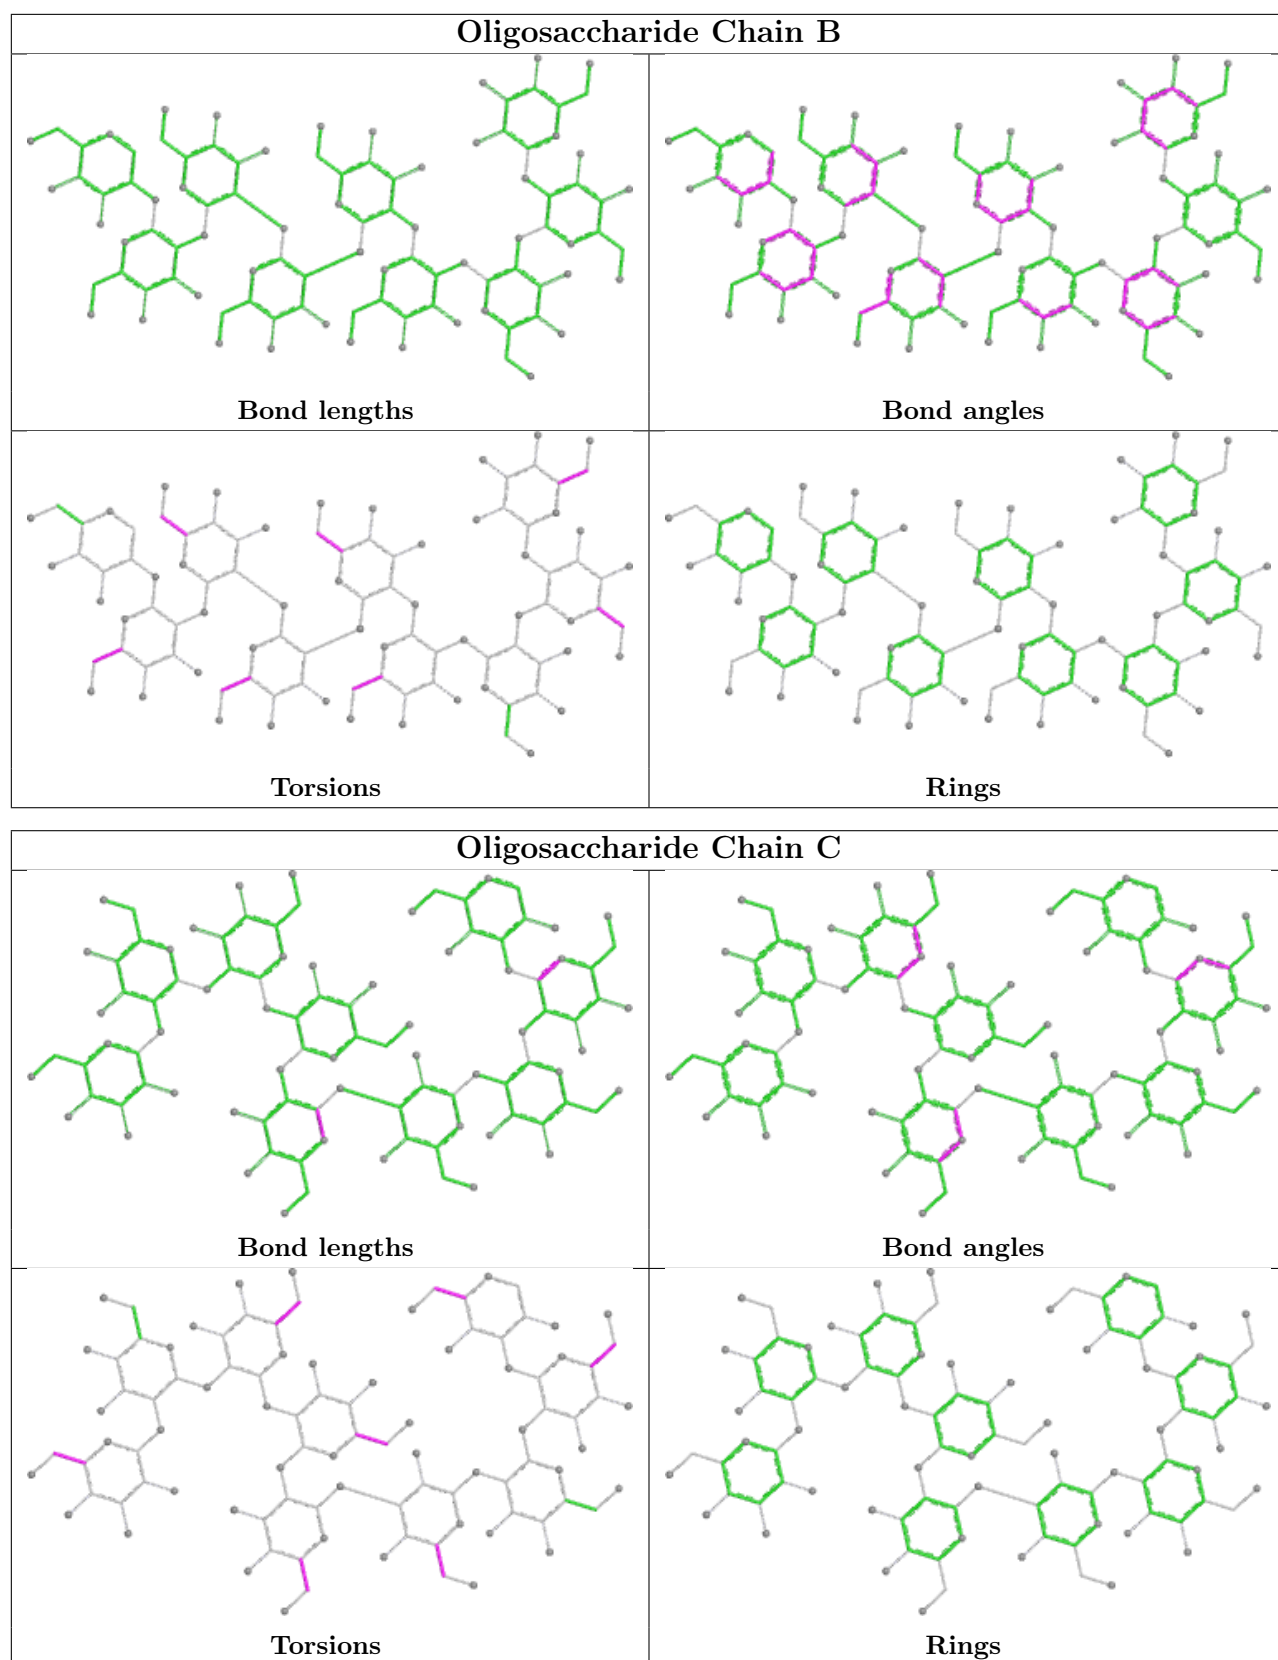 Oligosaccharide Chain B
Bond lengths
Bond angles
Torsions
Rings
Oligosaccharide Chain C
Bond lengths
Bond angles
Torsions
Rings